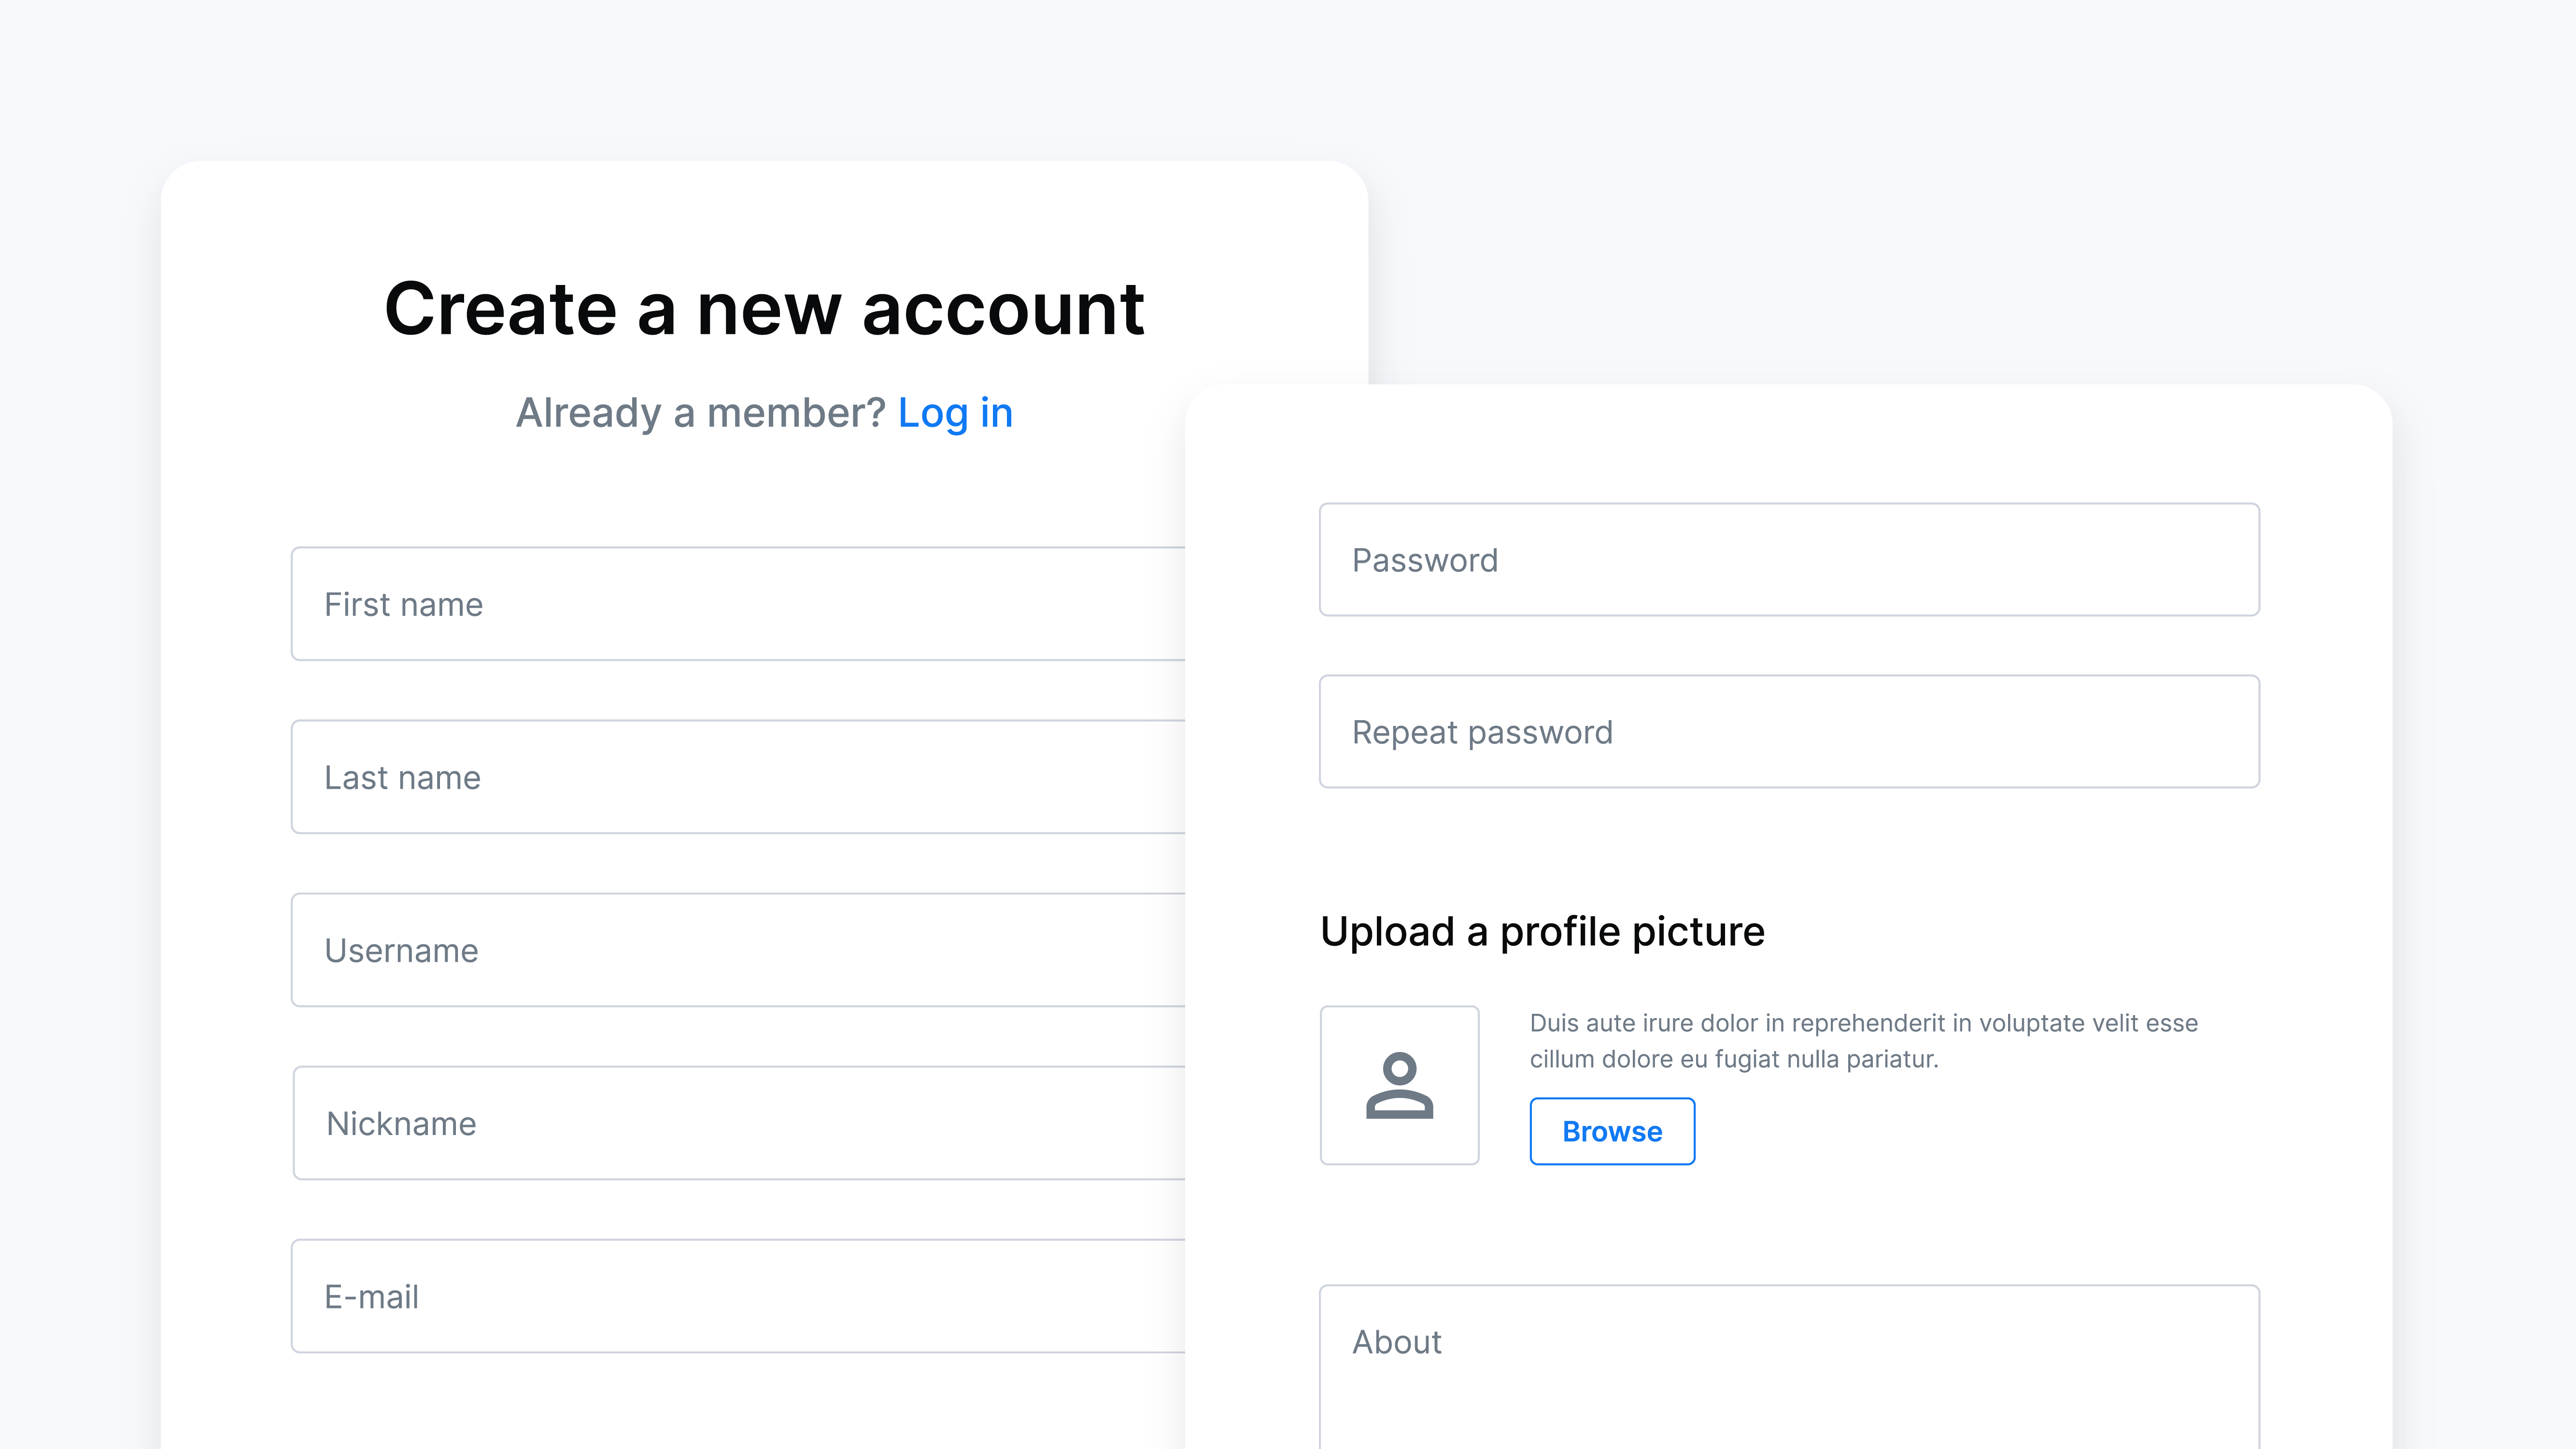 Create a new account
Already a member? Log in
First name
Last name
Username
Nickname
E-mail
Password
Repeat password
Upload a profile picture
Duis aute irure dolor in reprehenderit in voluptate velit esse
cillum dolore eu fugiat nulla pariatur.
Browse
About